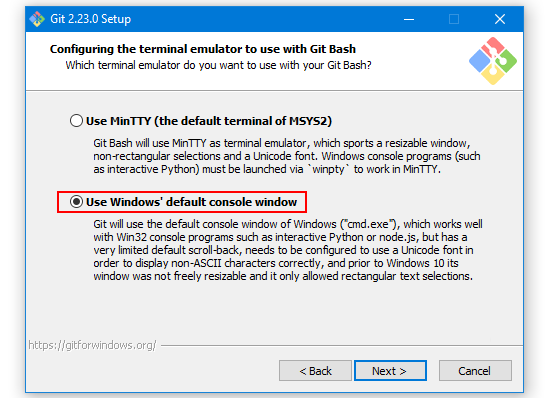 Git 2.23.0 Setup
Configuring the terminal emulator to use with Git Bash
Which terminal emulator do you want to use with your Git Bash?
Use MinTTY (the default terminal of MSYS2)
Git Bash will use MinTTY as terminal emulator, which sports a resizable window,
non-rectangular selections and a Unicode font. Windows console programs (such
as interactive Python) must be launched via `winpty` to work in MinTTY.
Use Windows' default console window
Git will use the default console window of Windows ("cmd.exe"), which works well
with Win32 console programs such as interactive Python or node.js, but has a
very limited default scroll-back, needs to be configured to use a Unicode font in
order to display non-ASCII characters correctly, and prior to Windows 10 its
window was not freely resizable and it only allowed rectangular text selections.
https://gitforwindows.org/
< Back
Next >
Cancel